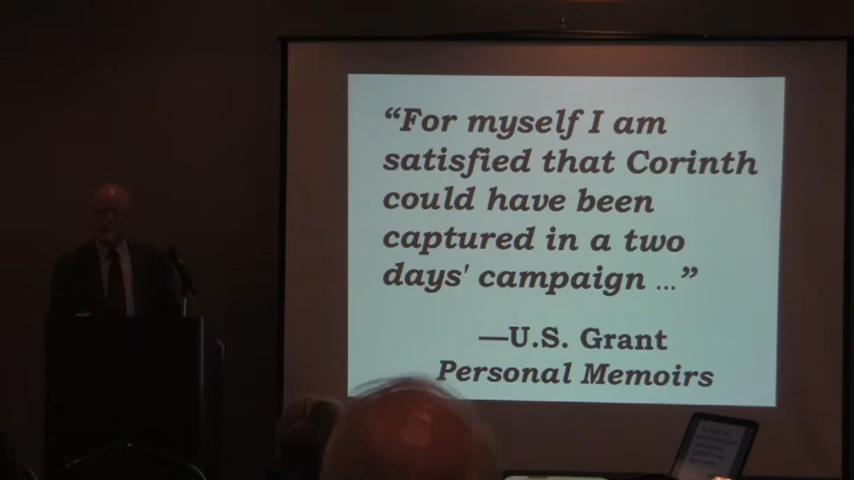 “For myself I am
satisfied that Corinth
could have been
captured in a two
days' campaign ...”
—U.S. Grant
Personal Memoirs